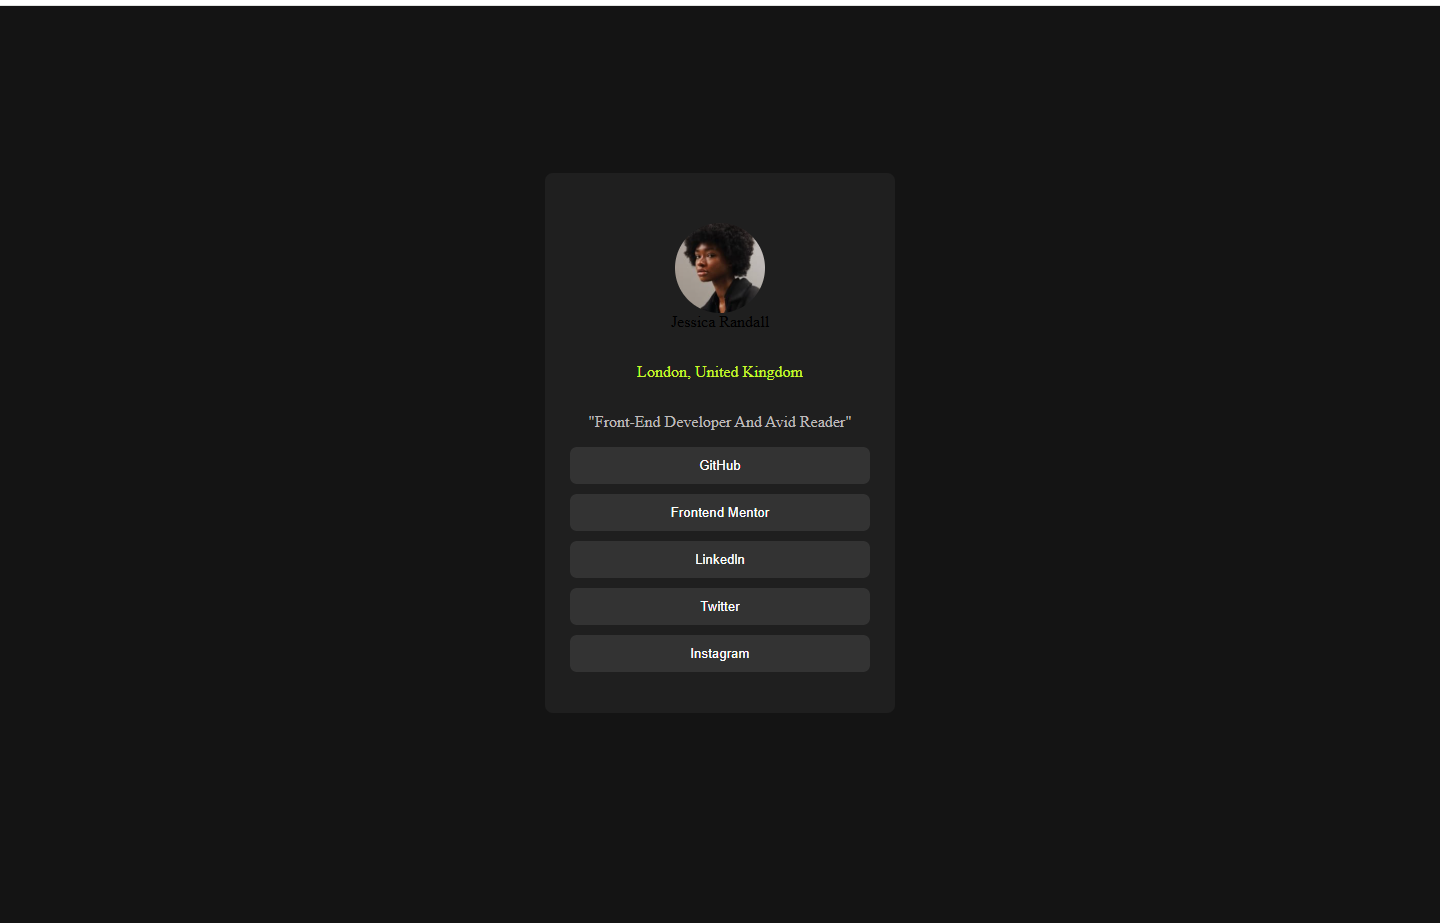 Jessica Randall
London, United Kingdom
"Front-End Developer And Avid Reader"
GitHub
Frontend Mentor
LinkedIn
Twitter
Instagram